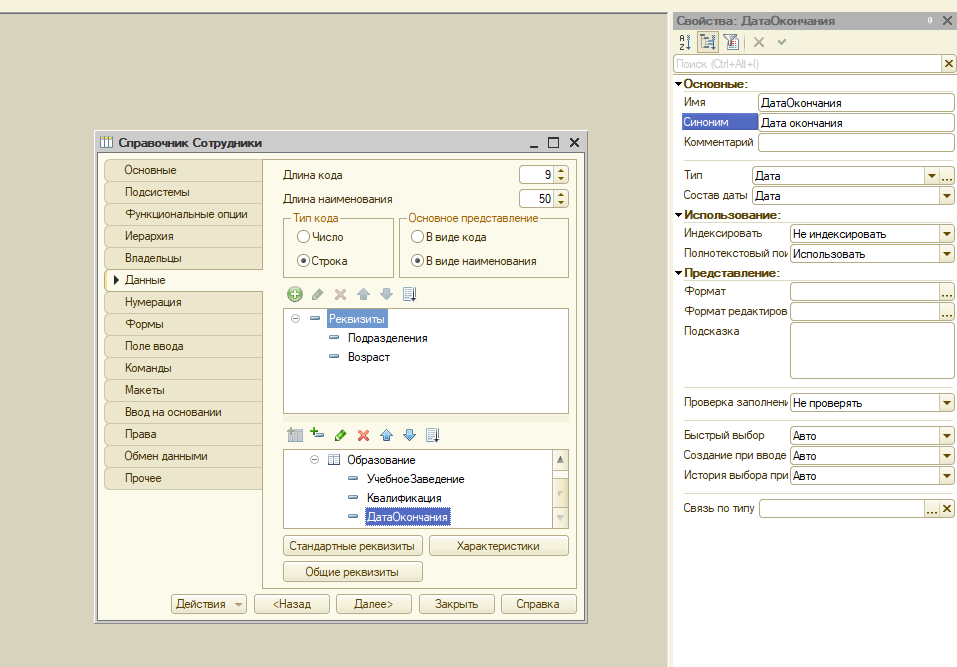 Справочник Сотрудники
Основные
Подсистемы
Функциональные опции
Иерархия
Владельцы
Данные
Нумерация
Формы
Поле ввода
Команды
Макеты
Ввод на основании
Права
Обмен данными
Прочее
Длина кода 9
Длина наименования 50
Тип кода
Число
Строка
Основное представление
В виде кода
В виде наименования
Реквизиты
Подразделения
Возраст
Образование
УчебноеЗаведение
Квалификация
ДатаОкончания
Стандартные реквизиты Характеристики
Общие реквизиты
Действия <Назад Далее> Закрыть Справка
Свойства: ДатаОкончания
Поиск (Ctrl+Alt+I)
Основные:
Имя ДатаОкончания
Синоним Дата окончания
Комментарий
Тип Дата ...
Состав даты Дата
Использование:
Индексировать Не индексировать
Полнотекстовый пои Использовать
Представление:
Формат ...
Формат редактиров ...
Подсказка
Проверка заполнени Не проверять
Быстрый выбор Авто
Создание при вводе Авто
История выбора при Авто
Связь по типу ...